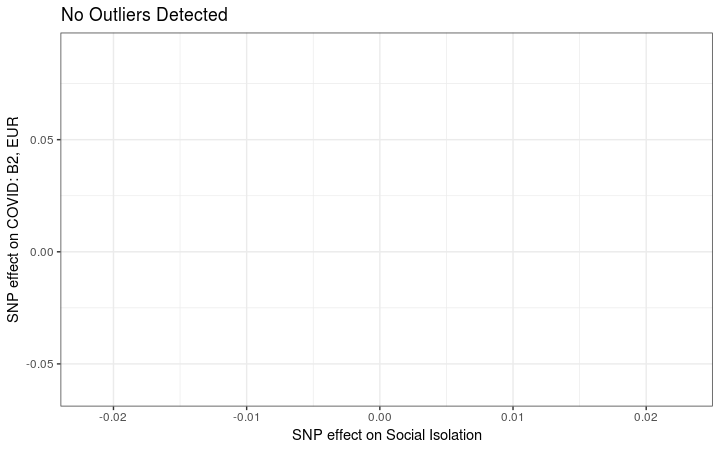 No Outliers Detected
SNP effect on COVID: B2, EUR
0.05
0.00
-0.05
-0.02
-0.01
0.00
0.01
0.02
SNP effect on Social Isolation